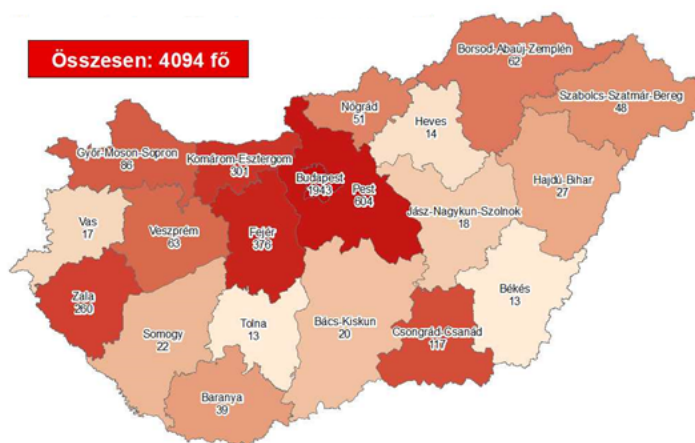 Összesen: 4094 fő
Borsod-Abaúj-Zemplén
62
Szabolcs-Szatmár-Bereg
48
Nógrád
51
Heves
14
Győr-Moson-Sopron
86
Komárom-Esztergom
301
Budapest
1943
Pest
604
Hajdú-Bihar
27
Jász-Nagykun-Szolnok
18
Vas
17
Veszprém
63
Fejér
376
Zala
260
Somogy
22
Tolna
13
Bács-Kiskun
20
Csongrád-Csanád
117
Békés
13
Baranya
39